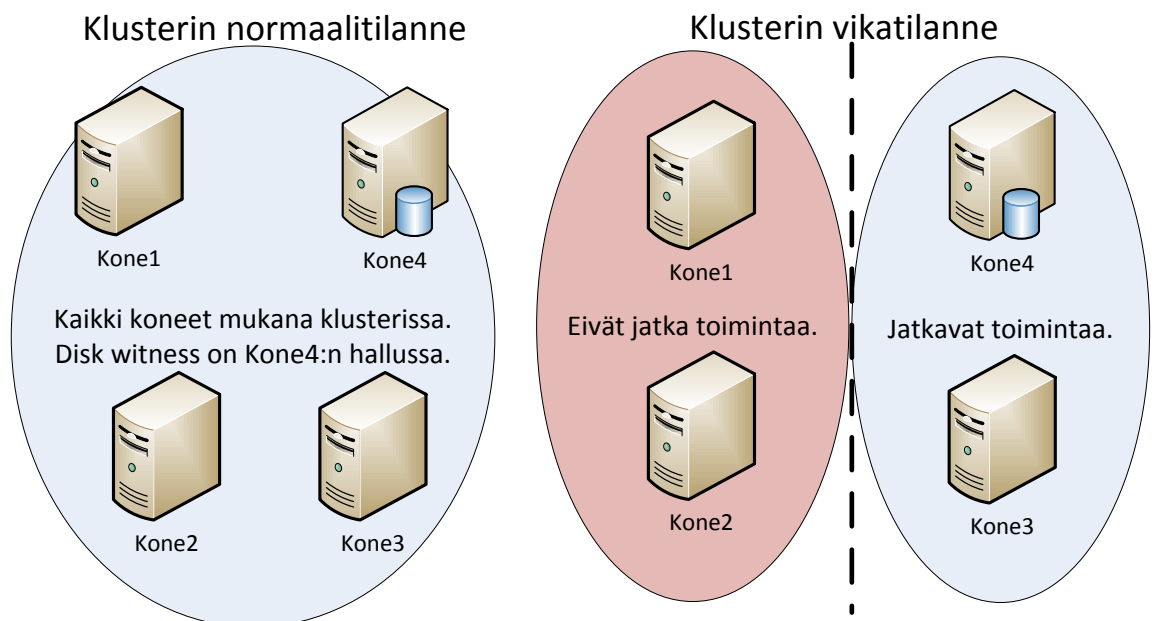 Klusterin normaalitilanne
Kone1
Kone4
Kaikki koneet mukana klusterissa.
Disk witness on Kone4:n hallussa.
Kone2
Kone3
Klusterin vikatilanne
Kone1
Eivät jatka toimintaa.
Kone2
Kone4
Jatkavat toimintaa.
Kone3